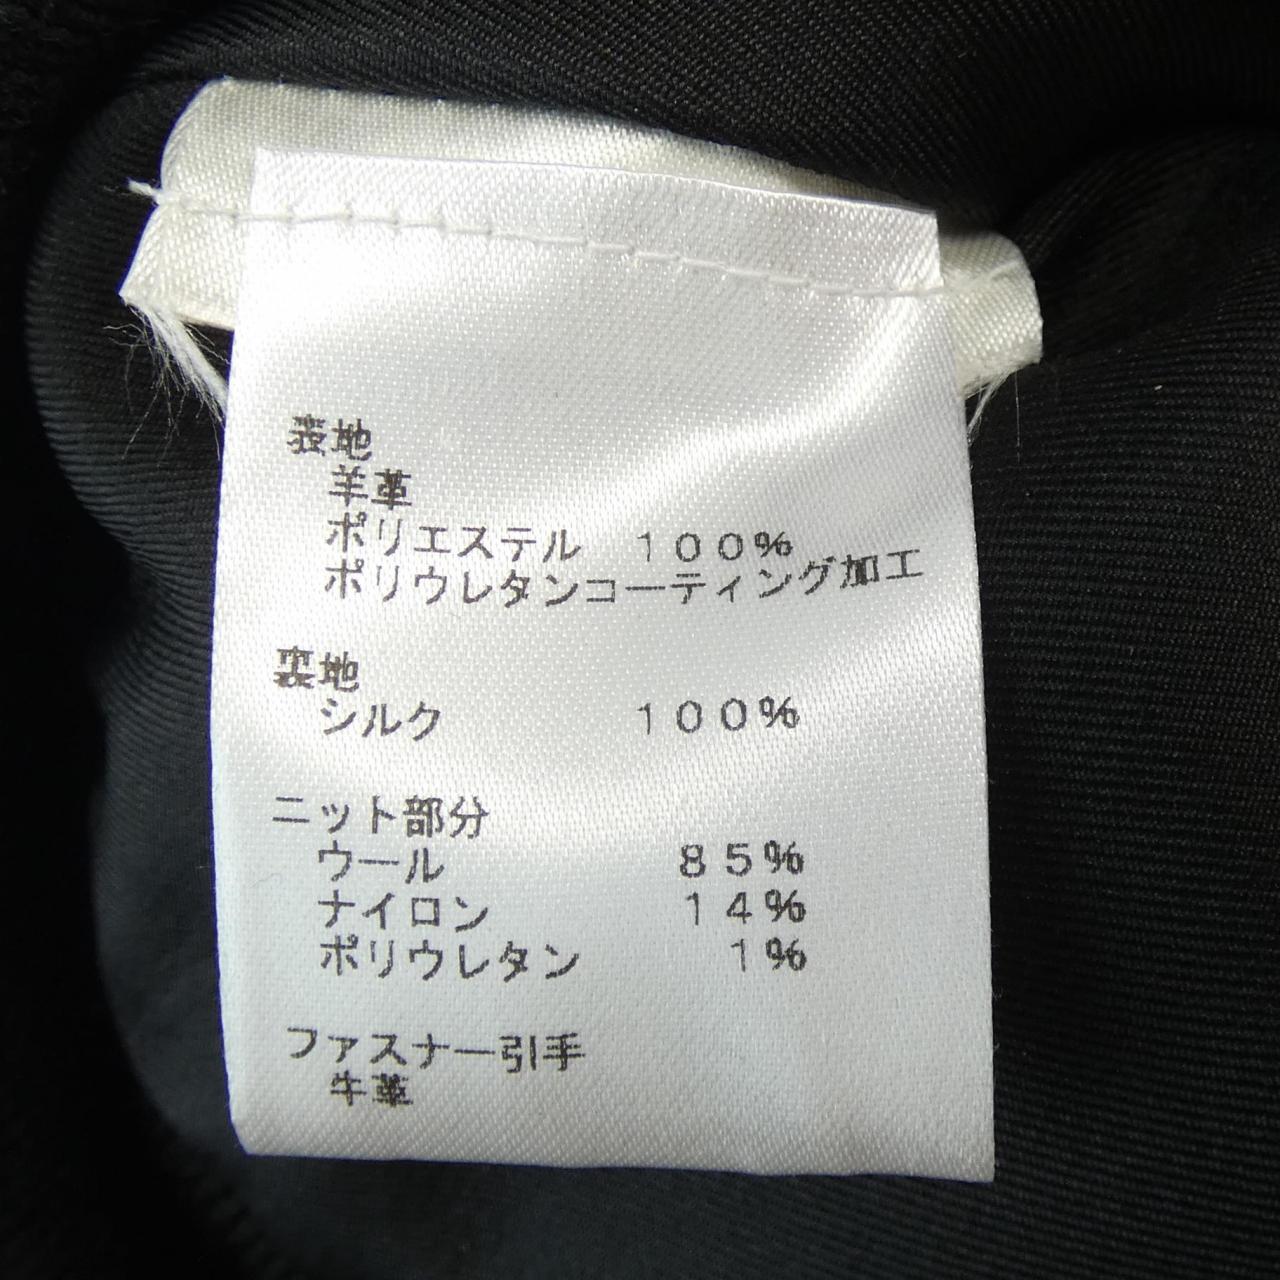 表地
羊革
ポリエステル １００％
ポリウレタンコーティング加工
裏地
シルク １００％
ニット部分
ウール ８５％
ナイロン １４％
ポリウレタン １％
ファスナー引手
牛革